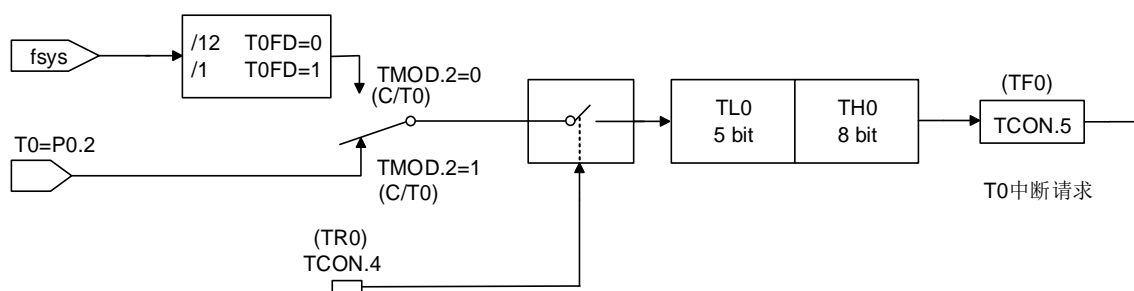 fsys
/12 T0FD=0
/1 T0FD=1
TMOD.2=0
(C/T0)
T0=P0.2
TMOD.2=1
(C/T0)
(TR0)
TCON.4
TL0
5 bit
TH0
8 bit
(TF0)
TCON.5
T0中断请求